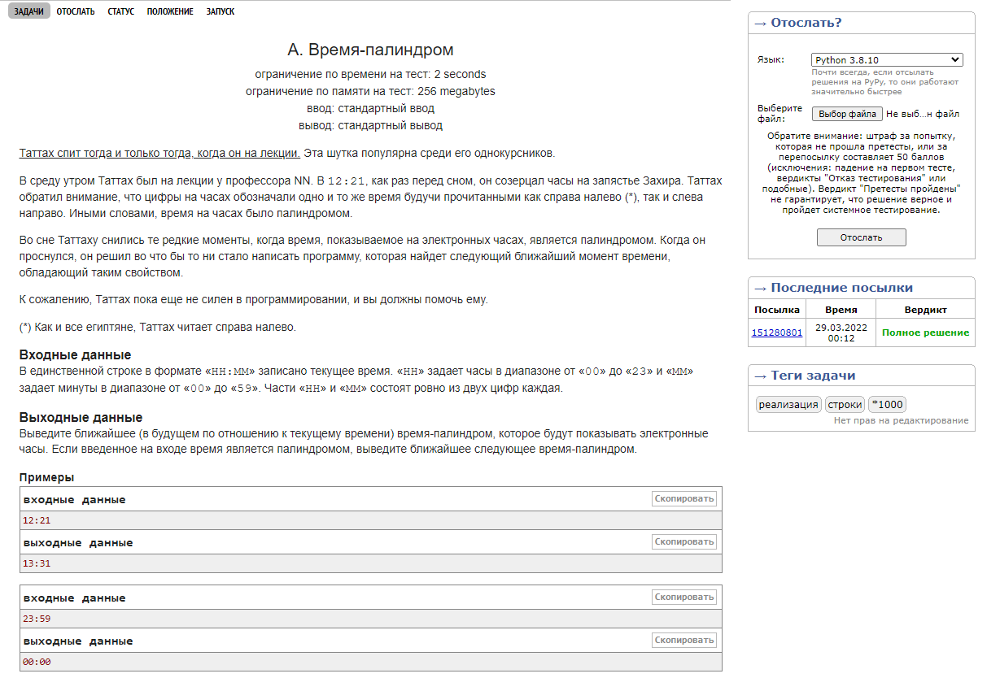 ЗАДАЧИ ОТОСЛАТЬ СТАТУС ПОЛОЖЕНИЕ ЗАПУСК
A. Время-палиндром
ограничение по времени на тест: 2 seconds
ограничение по памяти на тест: 256 megabytes
ввод: стандартный ввод
вывод: стандартный вывод
Таттах спит тогда и только тогда, когда он на лекции. Эта шутка популярна среди его однокурсников.
В среду утром Таттах был на лекции у профессора NN. В 12:21, как раз перед сном, он созерцал часы на запястье Захира. Таттах
обратил внимание, что цифры на часах обозначали одно и то же время будучи прочитанными как справа налево (*), так и слева
направо. Иными словами, время на часах было палиндромом.
Во сне Таттаху снились те редкие моменты, когда время, показываемое на электронных часах, является палиндромом. Когда он
проснулся, он решил во что бы то ни стало написать программу, которая найдет следующий ближайший момент времени,
обладающий таким свойством.
К сожалению, Таттах пока еще не силен в программировании, и вы должны помочь ему.
(*) Как и все египтяне, Таттах читает справа налево.
Входные данные
В единственной строке в формате «HH:MM» записано текущее время. «HH» задает часы в диапазоне от «00» до «23» и «MM»
задает минуты в диапазоне от «00» до «59». Части «HH» и «MM» состоят ровно из двух цифр каждая.
Выходные данные
Выведите ближайшее (в будущем по отношению к текущему времени) время-палиндром, которое будут показывать электронные
часы. Если введенное на входе время является палиндромом, выведите ближайшее следующее время-палиндром.
Примеры
входные данные Скопировать
12:21
выходные данные Скопировать
13:31
входные данные Скопировать
23:59
выходные данные Скопировать
00:00
→ Отослать?
Язык: Python 3.8.10
Почти всегда, если отсылать
решения на PyPy, то они работают
значительно быстрее
Выберите
файл: Выбор файла Не выб…н файл
Обратите внимание: штраф за попытку,
которая не прошла претесты, или за
перепосылку составляет 50 баллов
(исключения: падение на первом тесте,
вердикты "Отказ тестирования" или
подобные). Вердикт "Претесты пройдены"
не гарантирует, что решение верное и
пройдет системное тестирование.
Отослать
→ Последние посылки
Посылка Время Вердикт
151280801 29.03.2022 Полное решение
00:12
→ Теги задачи
реализация строки *1000
Нет прав на редактирование